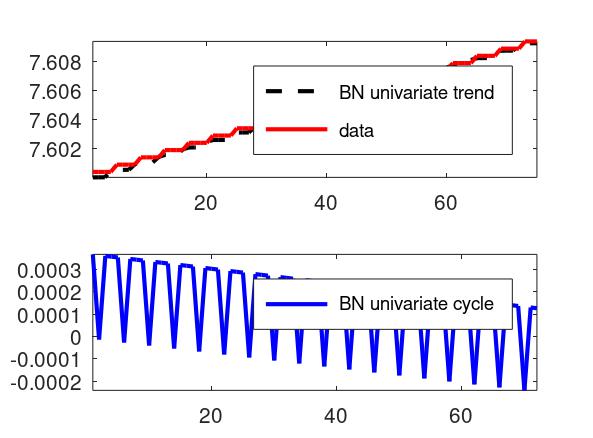 7.608
7.606
7.604
7.602
BN univariate trend
data
20 40 60
0.0003
0.0002
0.0001
0
-0.0001
-0.0002
BN univariate cycle
20 40 60